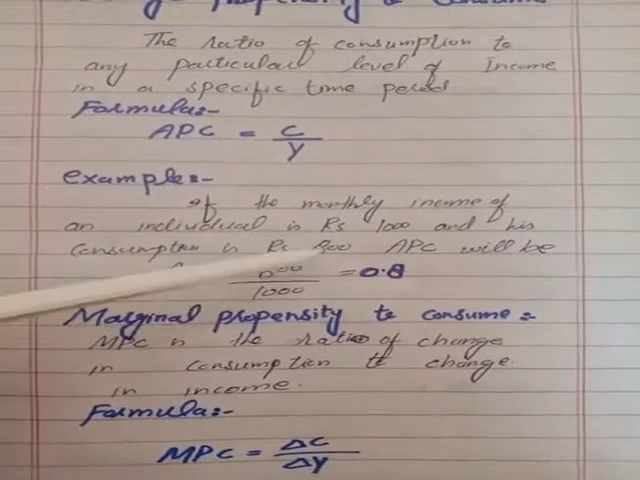 Propensity to Consume
The ratio of consumption to
any particular level of Income
in a specific time period
Formula:-
APC = C
Y
Example:-
If the monthly income of
an individual is Rs 1000 and his
Consumption is Rs 800 APC will be
1000 = 0.8
Marginal propensity to consume:-
MPC is the ratio of change
in consumption to change
in income.
Formula:-
MPC = ΔC
ΔY